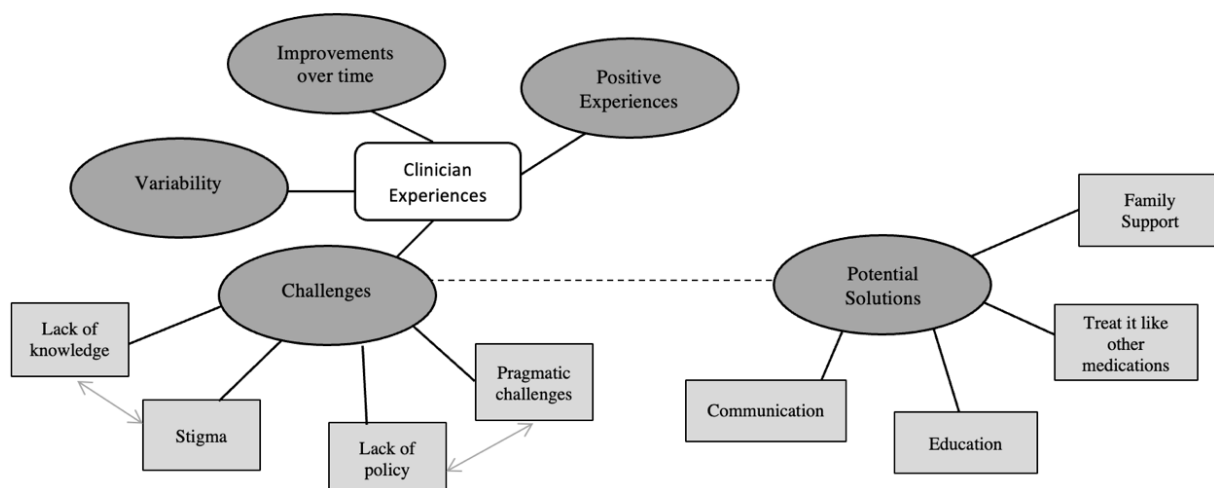 Improvements
over time
Positive
Experiences
Clinician
Experiences
Variability
Family
Support
Challenges
Potential
Solutions
Lack of
knowledge
Treat it like
other
medications
Pragmatic
challenges
Communication
Stigma
Lack of
policy
Education